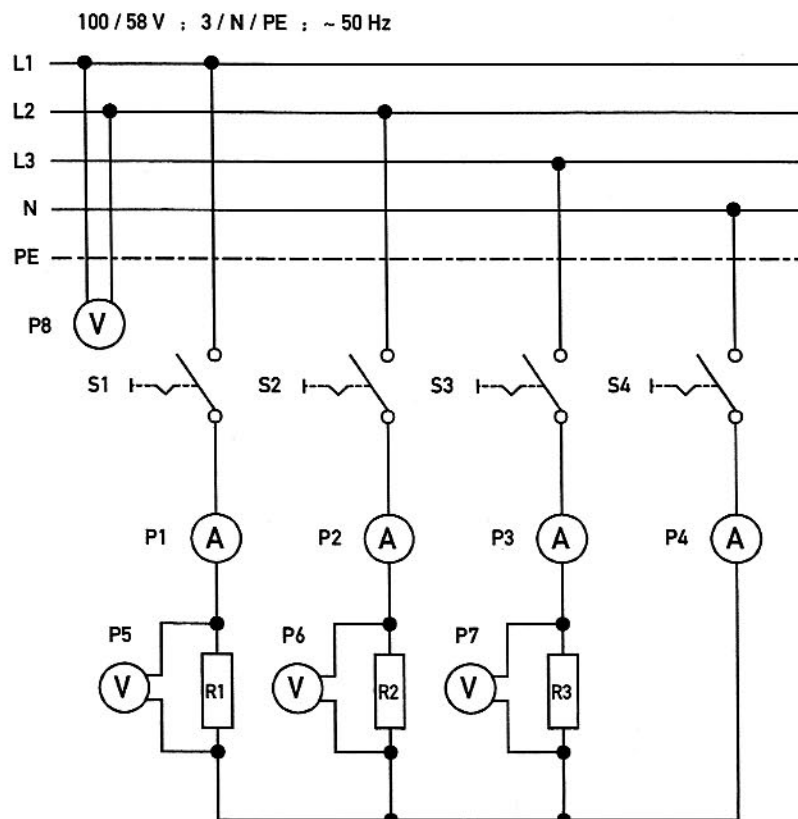 100 / 58 V ; 3 / N / PE ; ~ 50 Hz
L1
L2
L3
N
PE
P8 V
S1 S2 S3 S4
P1 A P2 A P3 A P4 A
P5 P6 P7
V R1 V R2 V R3